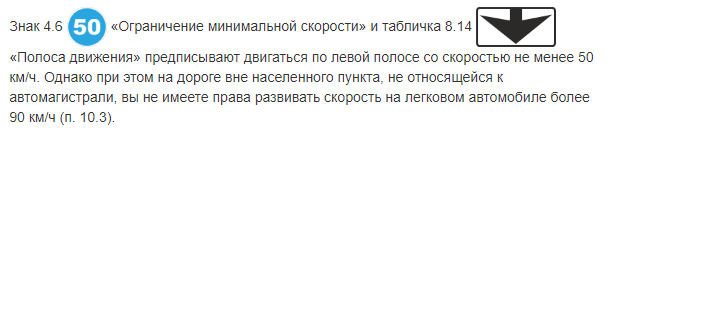 Знак 4.6 50 «Ограничение минимальной скорости» и табличка 8.14
«Полоса движения» предписывают двигаться по левой полосе со скоростью не менее 50
км/ч. Однако при этом на дороге вне населенного пункта, не относящейся к
автомагистрали, вы не имеете права развивать скорость на легковом автомобиле более
90 км/ч (п. 10.3).